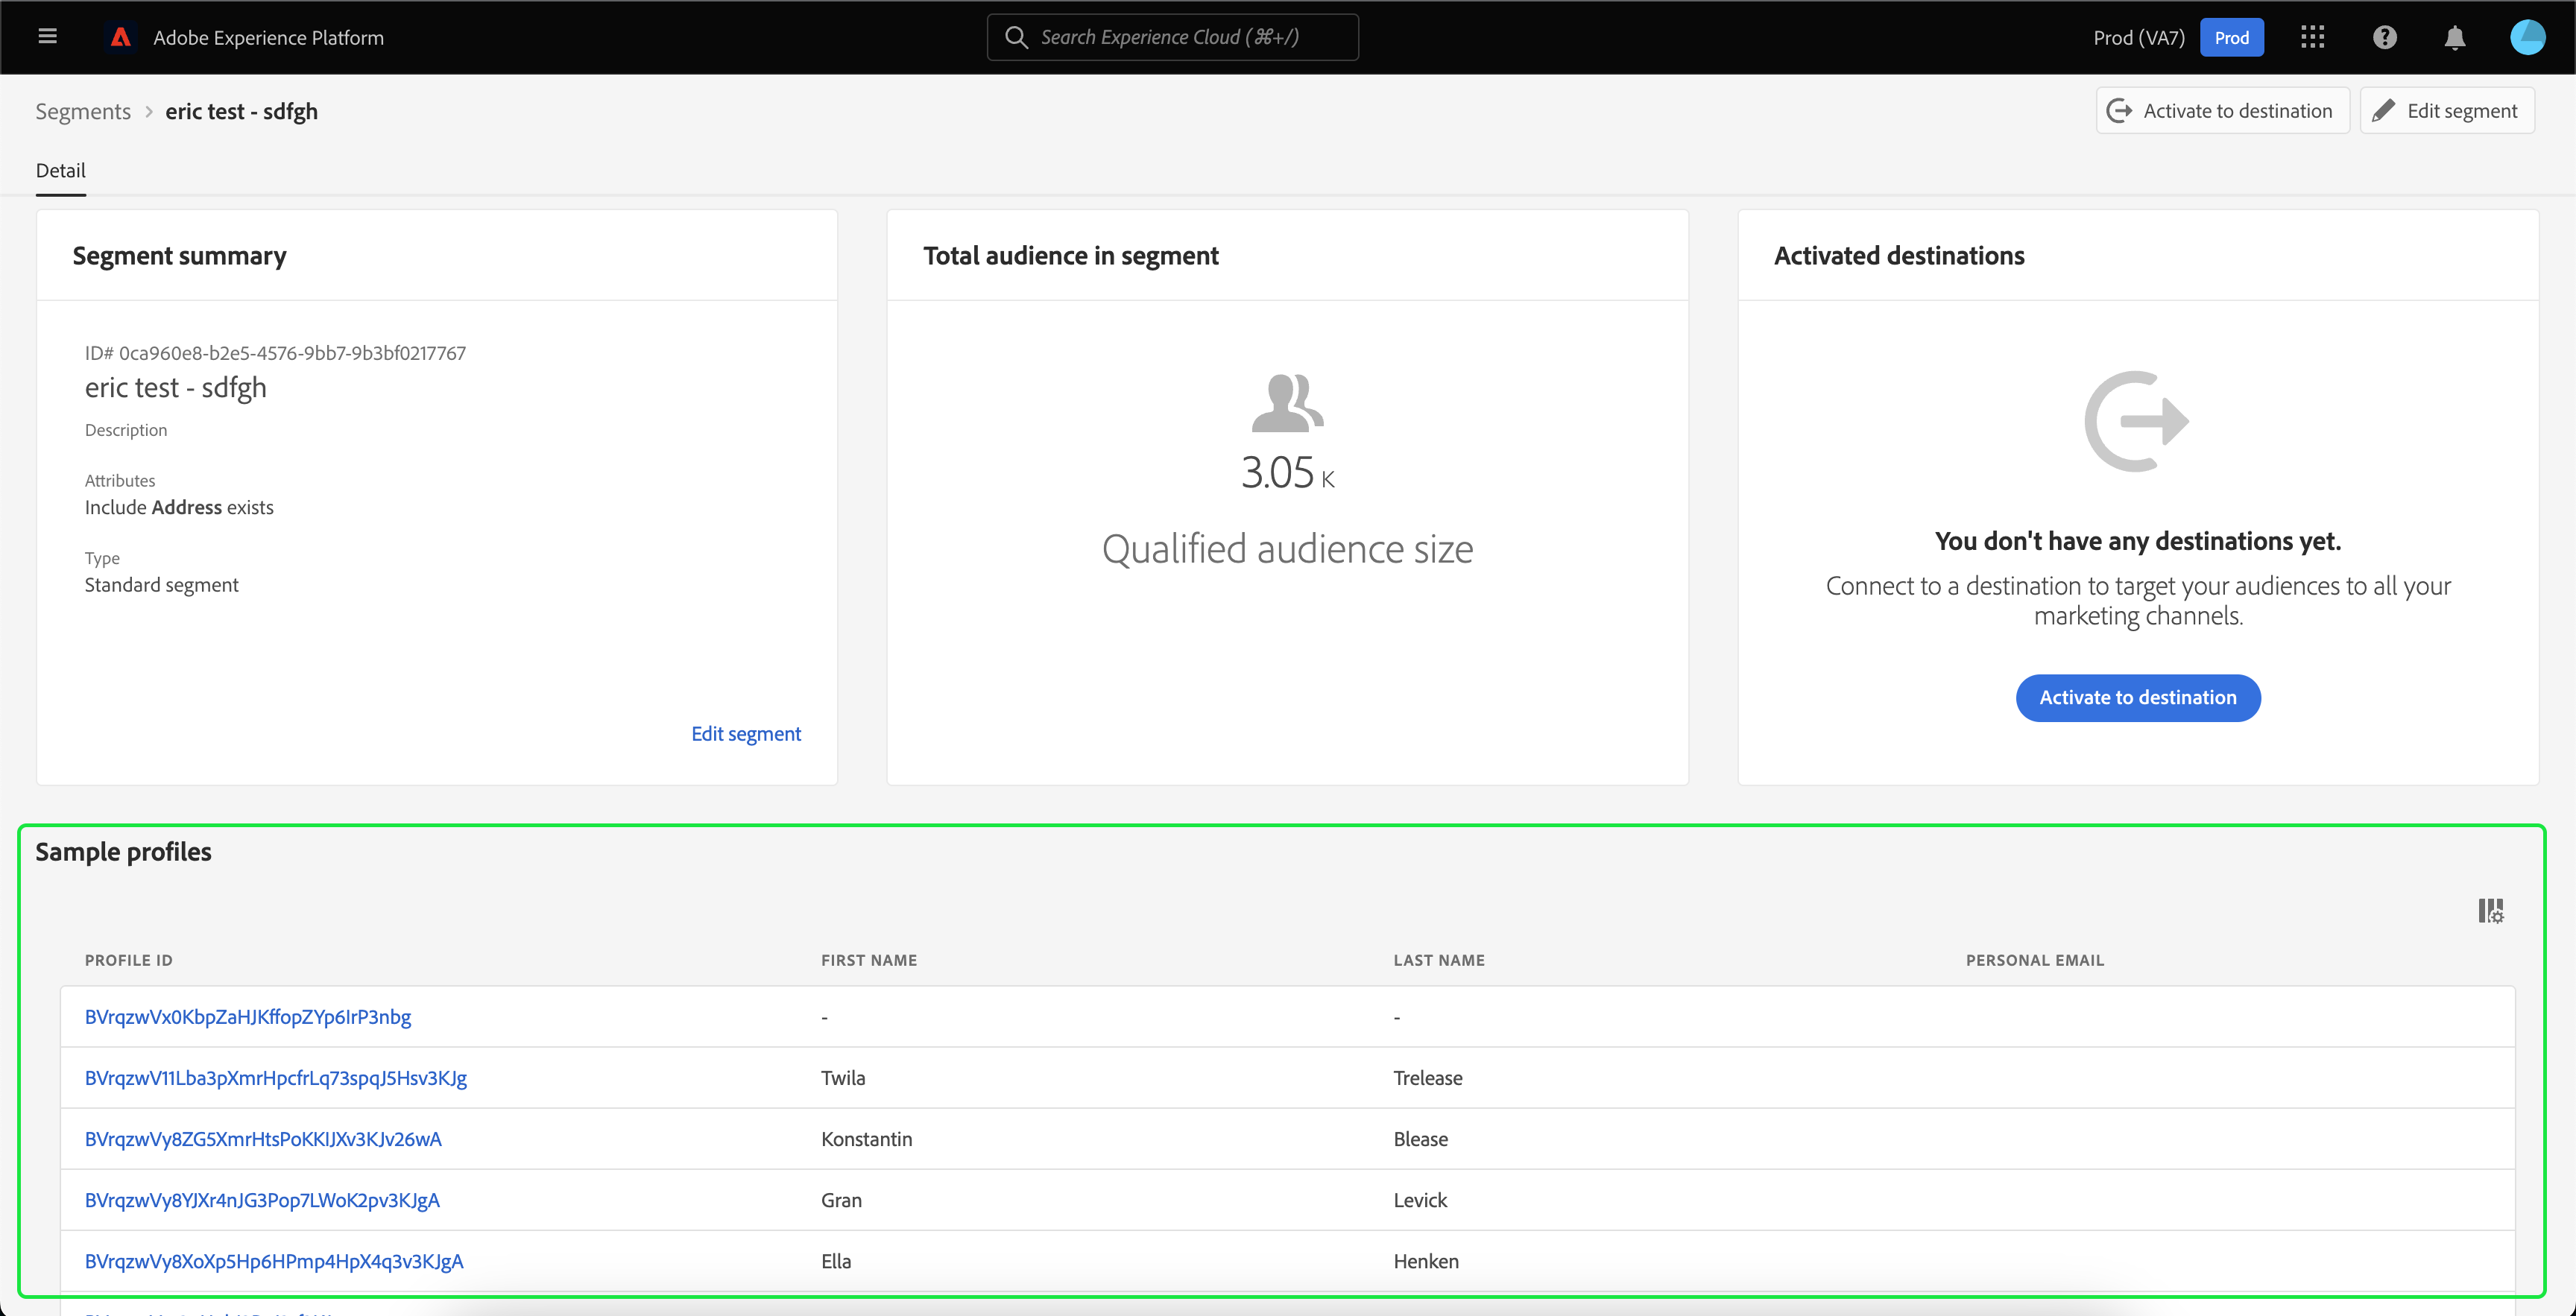 Adobe Experience Platform
Search Experience Cloud (⌘+/)
Prod (VA7)
Prod
Segments > eric test - sdfgh
Activate to destination
Edit segment
Detail
Segment summary
ID# 0ca960e8-b2e5-4576-9bb7-9b3bf0217767
eric test - sdfgh
Description
Attributes
Include Address exists
Type
Standard segment
Edit segment
Total audience in segment
3.05 K
Qualified audience size
Activated destinations
You don't have any destinations yet.
Connect to a destination to target your audiences to all your
marketing channels.
Activate to destination
Sample profiles
PROFILE ID FIRST NAME LAST NAME PERSONAL EMAIL
BVrqzwVx0KbpZaHJKffopZYp6IrP3nbg - -
BVrqzwV11Lba3pXmrHpcfrLq73spqJ5Hsv3KJg Twila Trelease
BVrqzwVy8ZG5XmrHtsPoKKIJXv3KJv26wA Konstantin Blease
BVrqzwVy8YJXr4nJG3Pop7LWoK2pv3KJgA Gran Levick
BVrqzwVy8XoXp5Hp6HPmp4HpX4q3v3KJgA Ella Henken